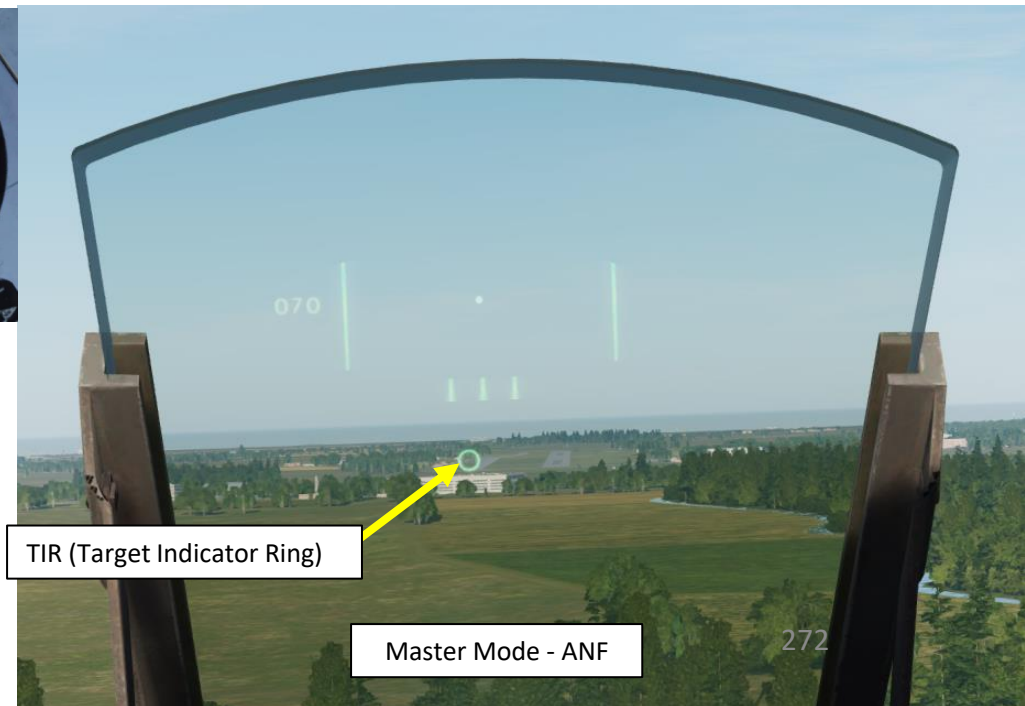 070
TIR (Target Indicator Ring)
Master Mode - ANF
272